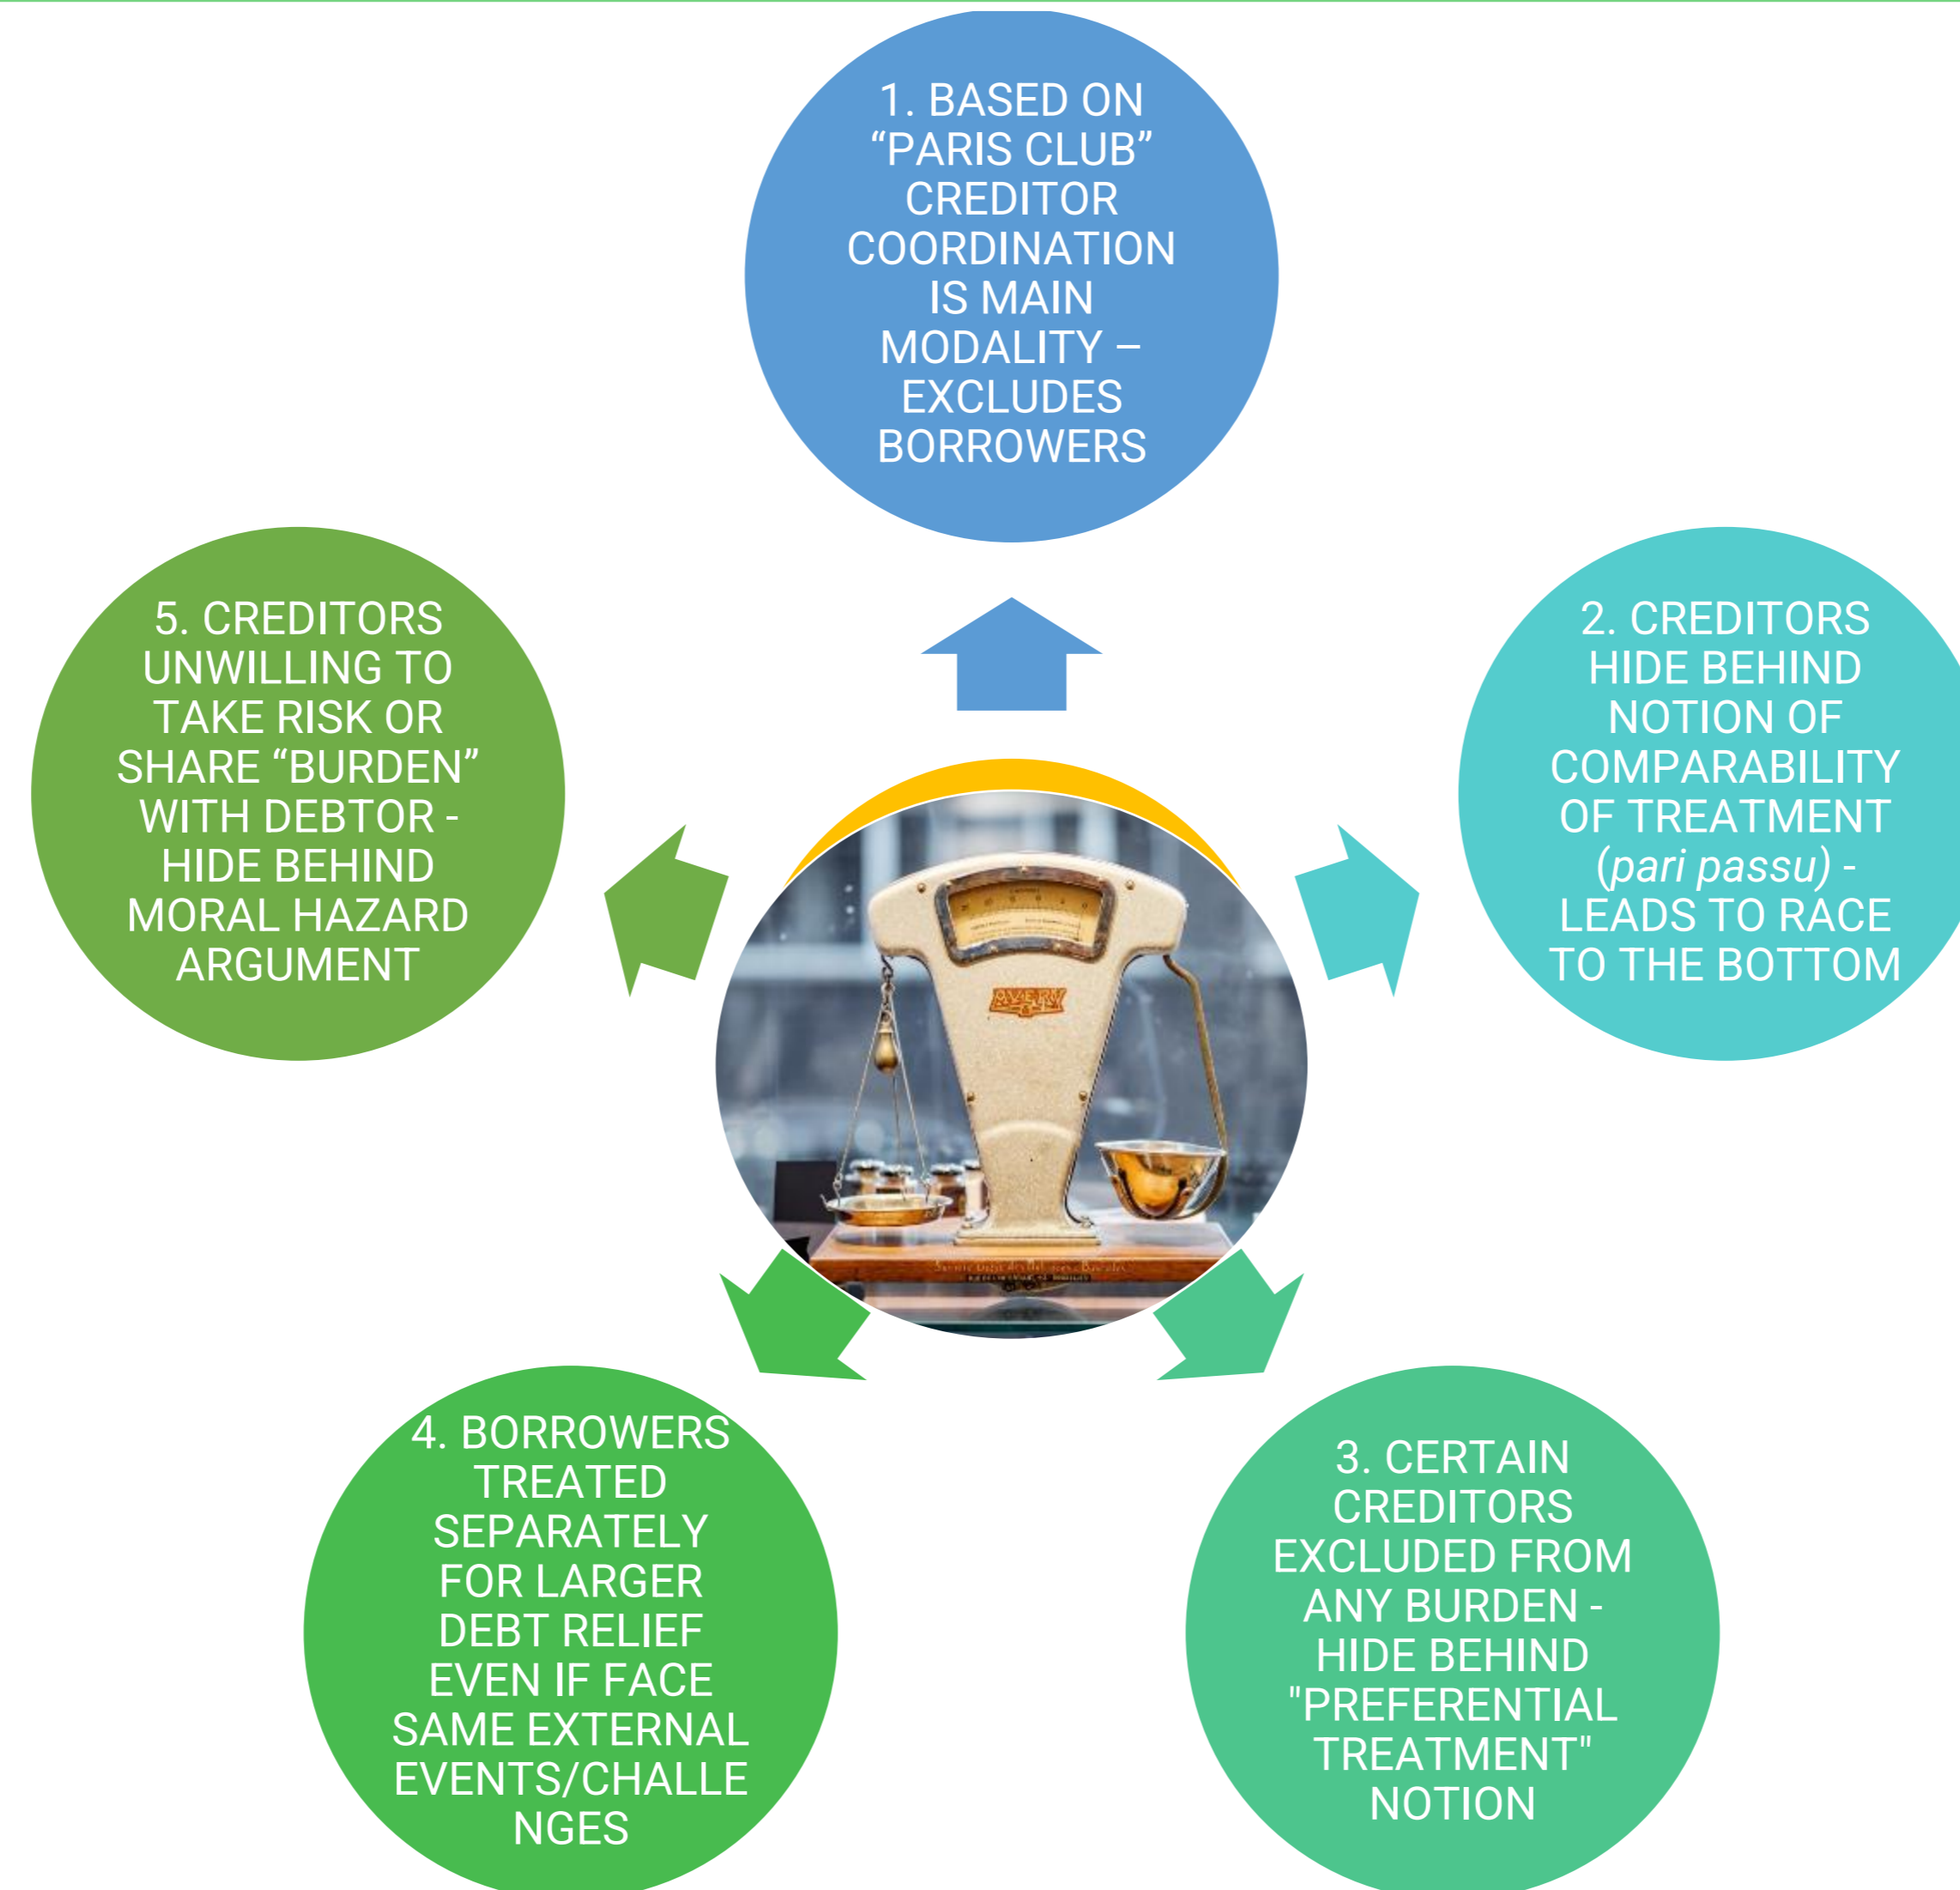 1. BASED ON
“PARIS CLUB”
CREDITOR
COORDINATION
IS MAIN
MODALITY –
EXCLUDES
BORROWERS
2. CREDITORS
HIDE BEHIND
NOTION OF
COMPARABILITY
OF TREATMENT
(pari passu) -
LEADS TO RACE
TO THE BOTTOM
3. CERTAIN
CREDITORS
EXCLUDED FROM
ANY BURDEN -
HIDE BEHIND
"PREFERENTIAL
TREATMENT"
NOTION
4. BORROWERS
TREATED
SEPARATELY
FOR LARGER
DEBT RELIEF
EVEN IF FACE
SAME EXTERNAL
EVENTS/CHALLE
NGES
5. CREDITORS
UNWILLING TO
TAKE RISK OR
SHARE “BURDEN”
WITH DEBTOR -
HIDE BEHIND
MORAL HAZARD
ARGUMENT
AVERY